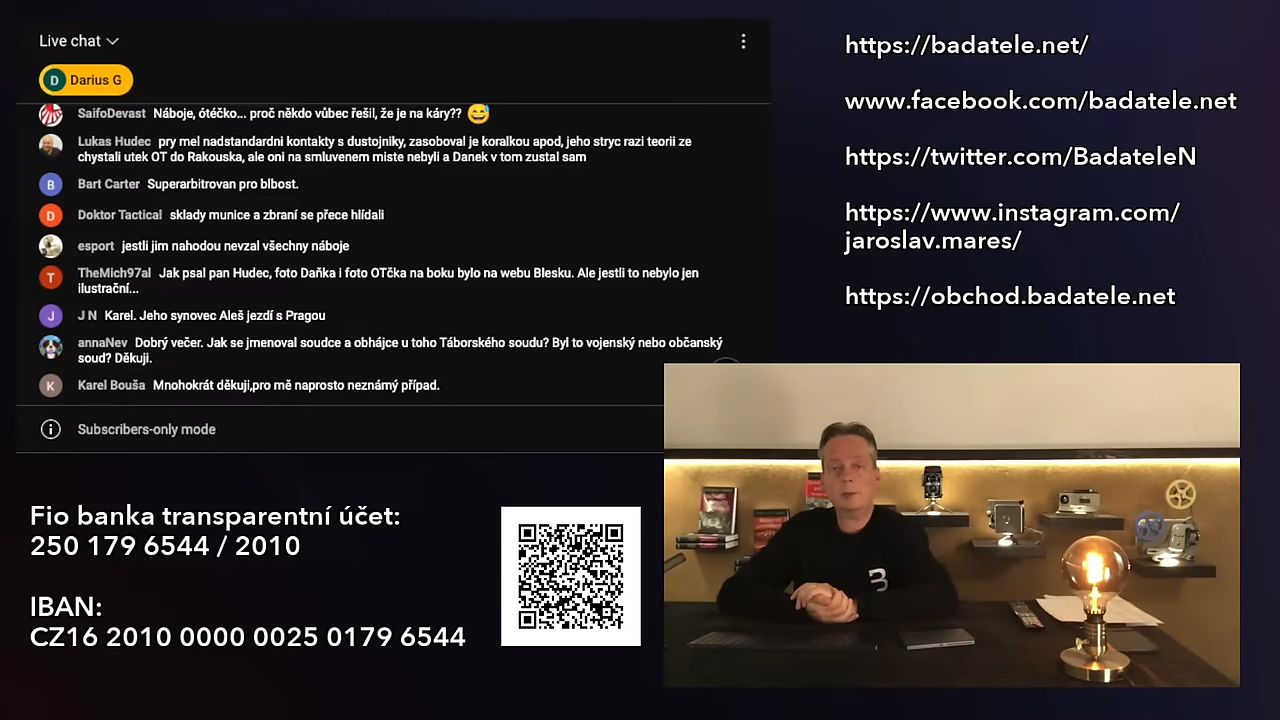 Live chat
D Darius G
SaifoDevast Náboje, ótéčko... proč někdo vůbec řešil, že je na káry??
Lukas Hudec pry mel nadstandardni kontakty s dustojniky, zasoboval je koralkou apod, jeho stryc razi teorii ze
chystali utek OT do Rakouska, ale oni na smluvenem miste nebyli a Danek v tom zustal sam
B Bart Carter Superarbitrovan pro blbost.
D Doktor Tactical sklady munice a zbraní se přece hlídali
esport jestli jim nahodou nevzal všechny náboje
T TheMich97al Jak psal pan Hudec, foto Daňka i foto OTčka na boku bylo na webu Blesku. Ale jestli to nebylo jen
ilustrační...
J J N Karel. Jeho synovec Aleš jezdí s Pragou
annaNev Dobrý večer. Jak se jmenoval soudce a obhájce u toho Táborského soudu? Byl to vojenský nebo občanský
soud? Děkuji.
K Karel Bouša Mnohokrát děkuji,pro mě naprosto neznámý případ.
Subscribers-only mode
https://badatele.net/
www.facebook.com/badatele.net
https://twitter.com/BadateleN
https://www.instagram.com/
jaroslav.mares/
https://obchod.badatele.net
Fio banka transparentní účet:
250 179 6544 / 2010
IBAN:
CZ16 2010 0000 0025 0179 6544